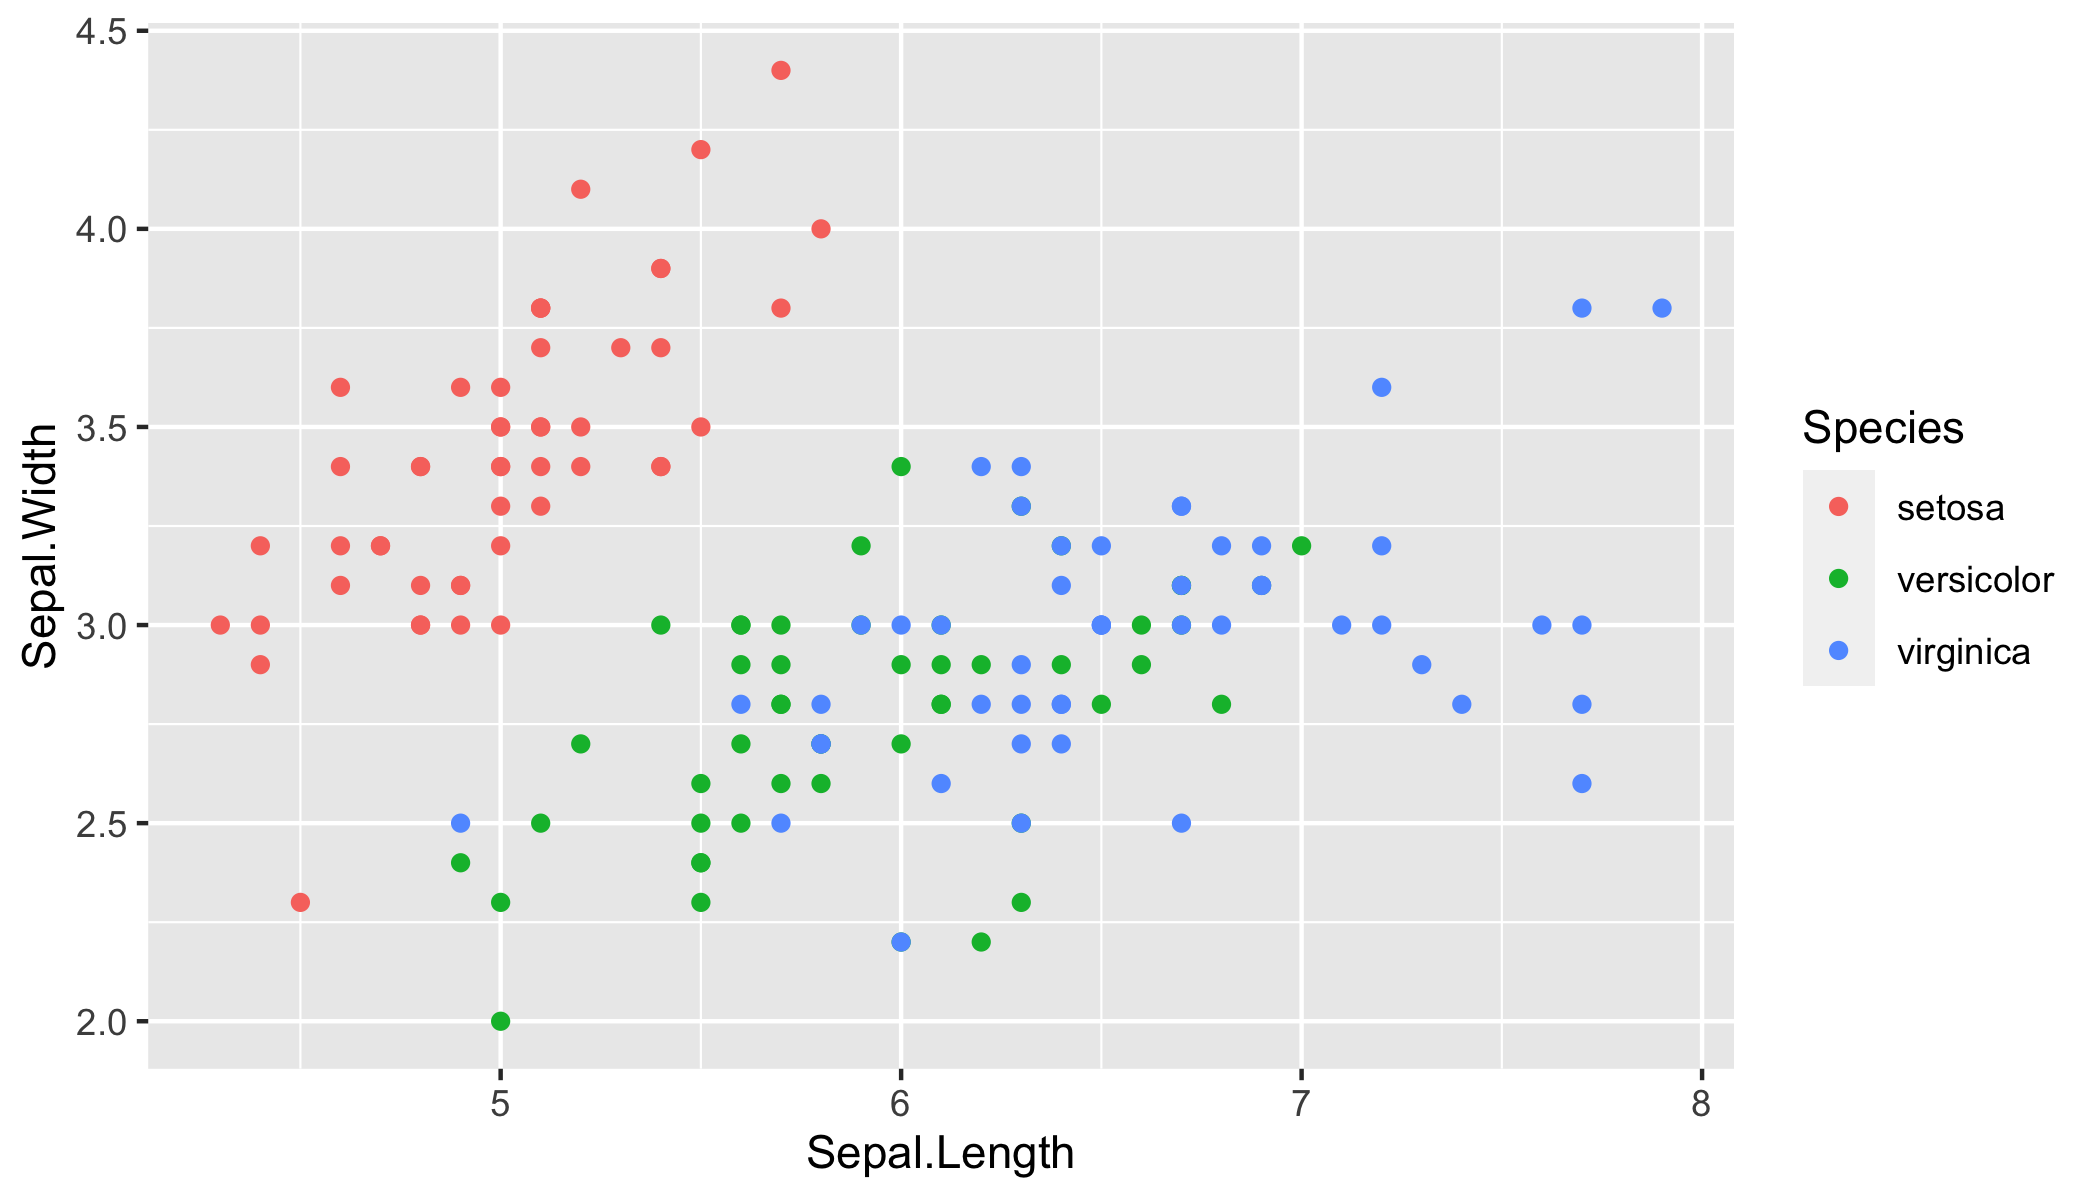 4.5
4.0
3.5
3.0
2.5
2.0
Sepal.Width
5 6 7 8
Sepal.Length
Species
setosa
versicolor
virginica